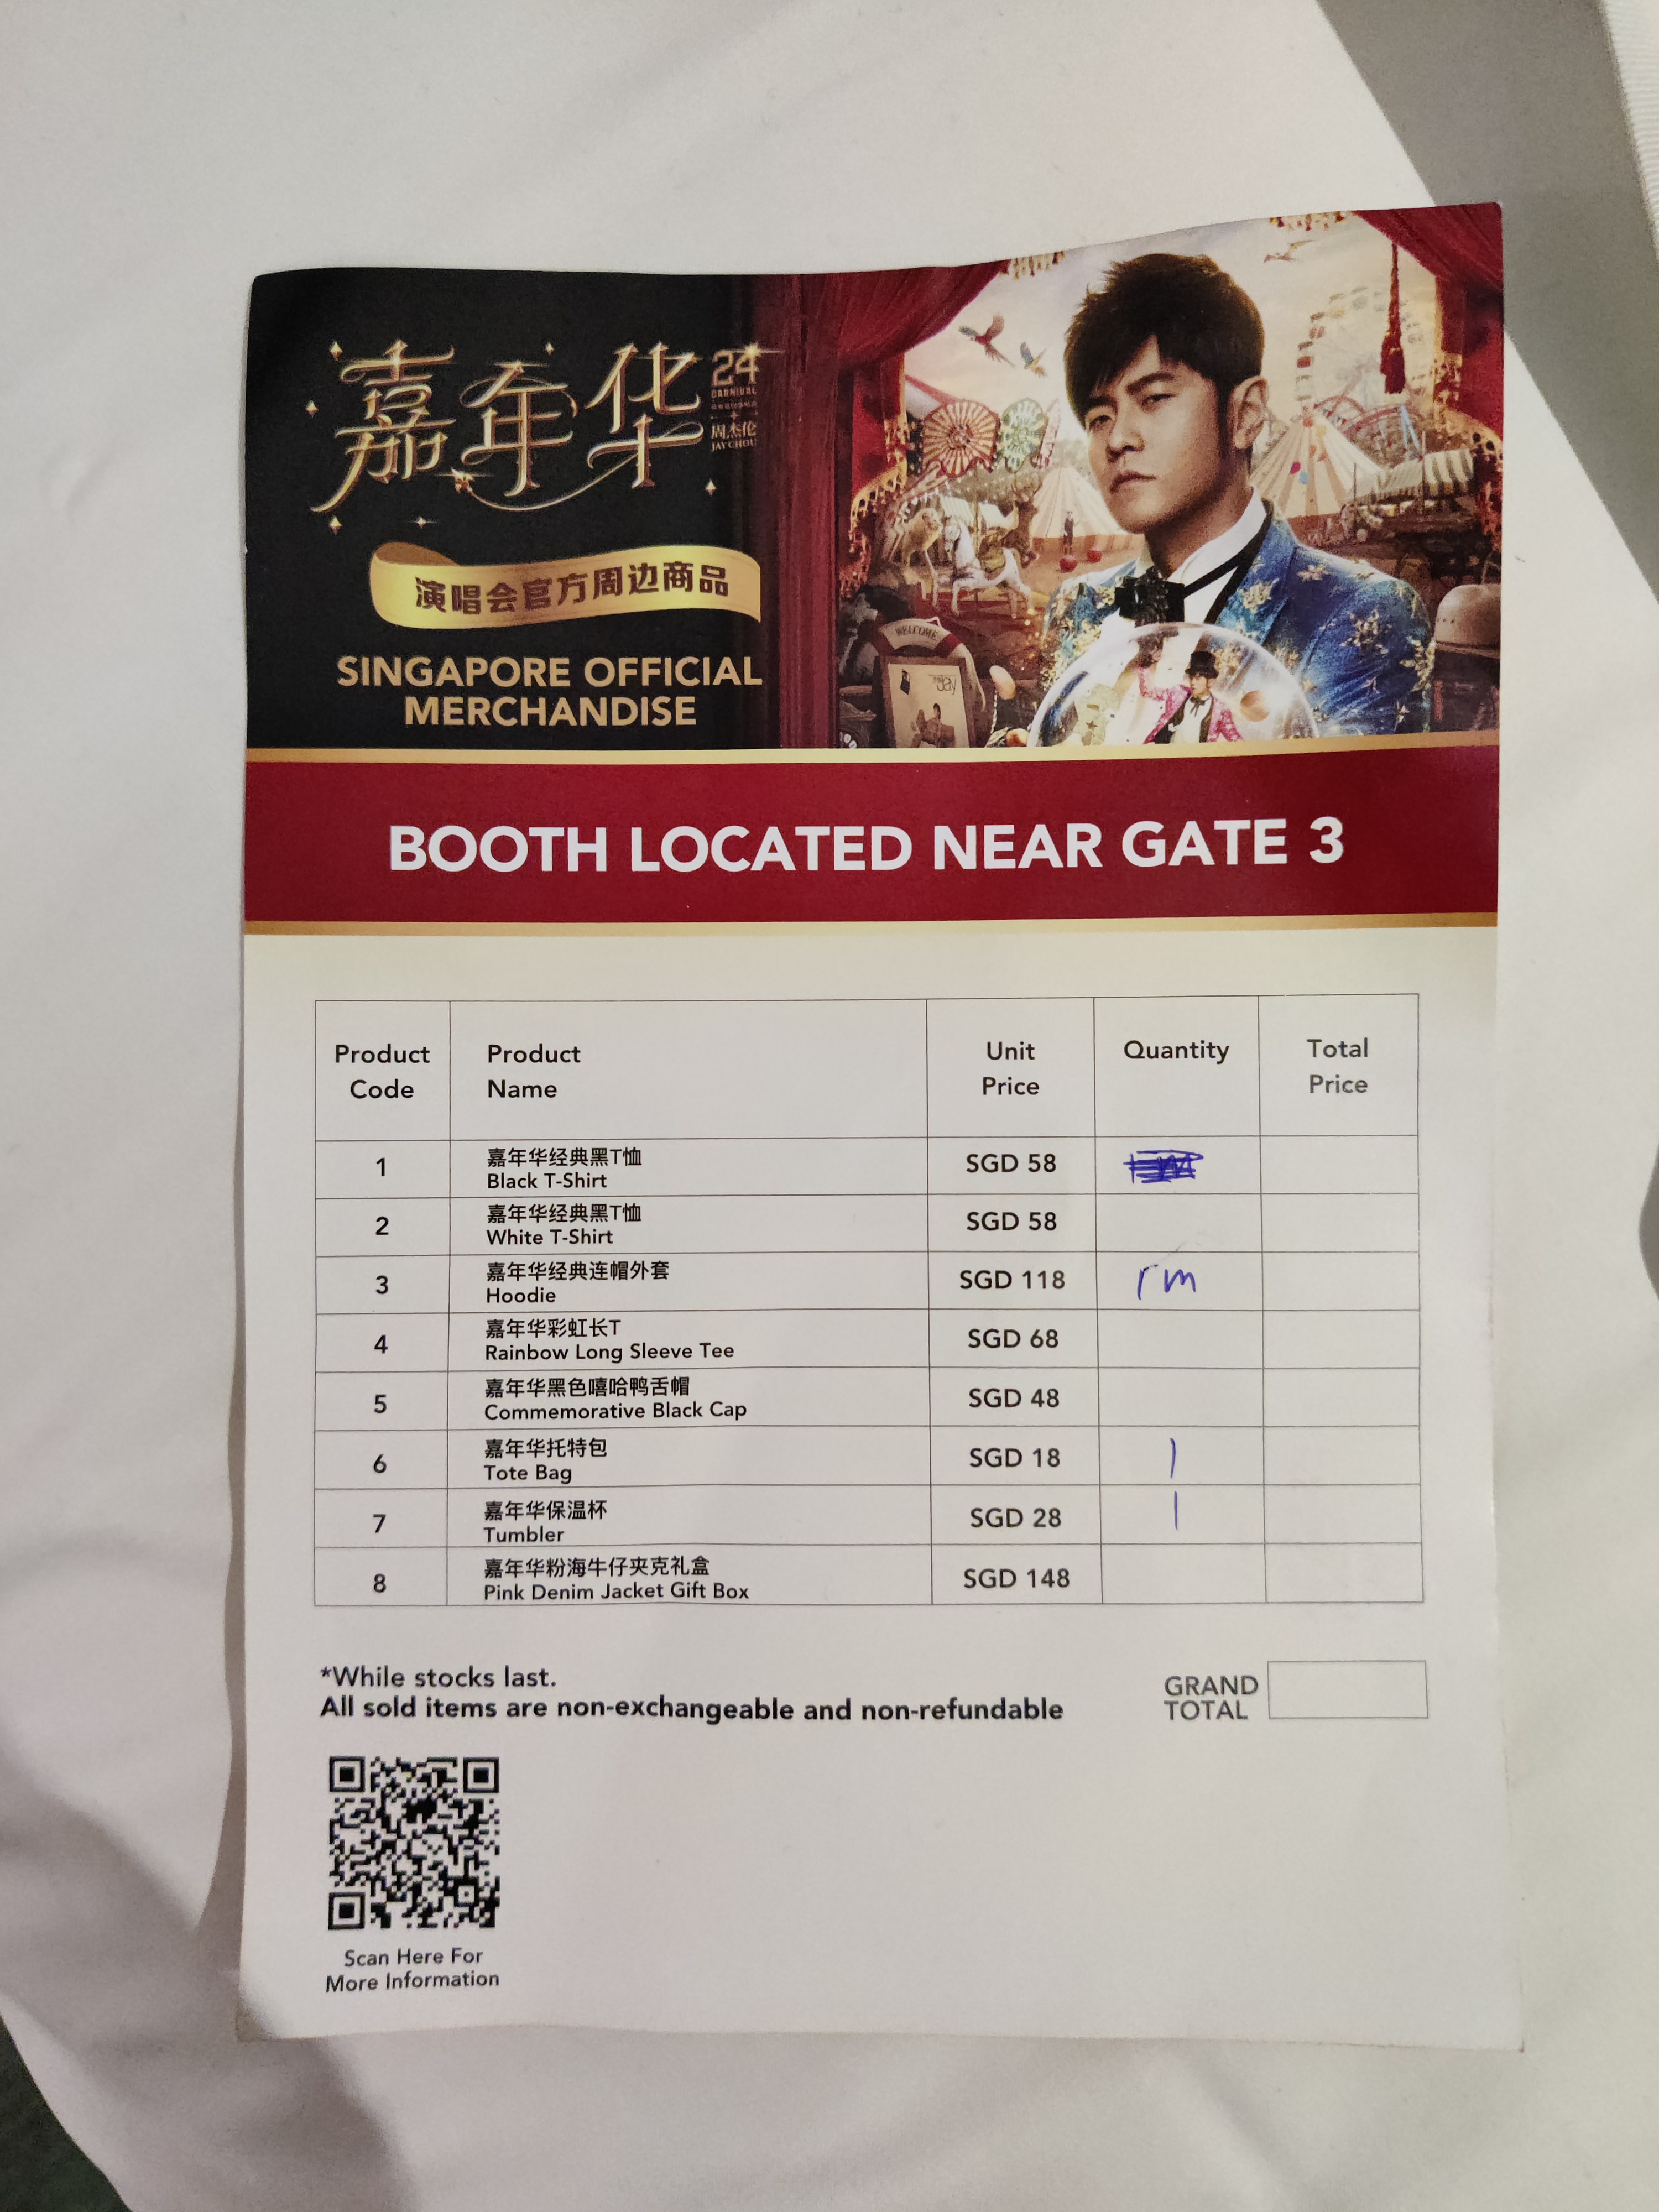 嘉年华
24
CARNIVAL
周杰伦
JAY CHOU
演唱会官方周边商品
SINGAPORE OFFICIAL
MERCHANDISE
WELCOME
Jay
BOOTH LOCATED NEAR GATE 3
Product Code Product Name Unit Price Quantity Total Price
1 嘉年华经典黑T恤 Black T-Shirt SGD 58
2 嘉年华经典黑T恤 White T-Shirt SGD 58
3 嘉年华经典连帽外套 Hoodie SGD 118 1m
4 嘉年华彩虹长T Rainbow Long Sleeve Tee SGD 68
5 嘉年华黑色嘻哈鸭舌帽 Commemorative Black Cap SGD 48
6 嘉年华托特包 Tote Bag SGD 18 1
7 嘉年华保温杯 Tumbler SGD 28 1
8 嘉年华粉海牛仔夹克礼盒 Pink Denim Jacket Gift Box SGD 148
*While stocks last.
All sold items are non-exchangeable and non-refundable
GRAND
TOTAL
Scan Here For
More Information